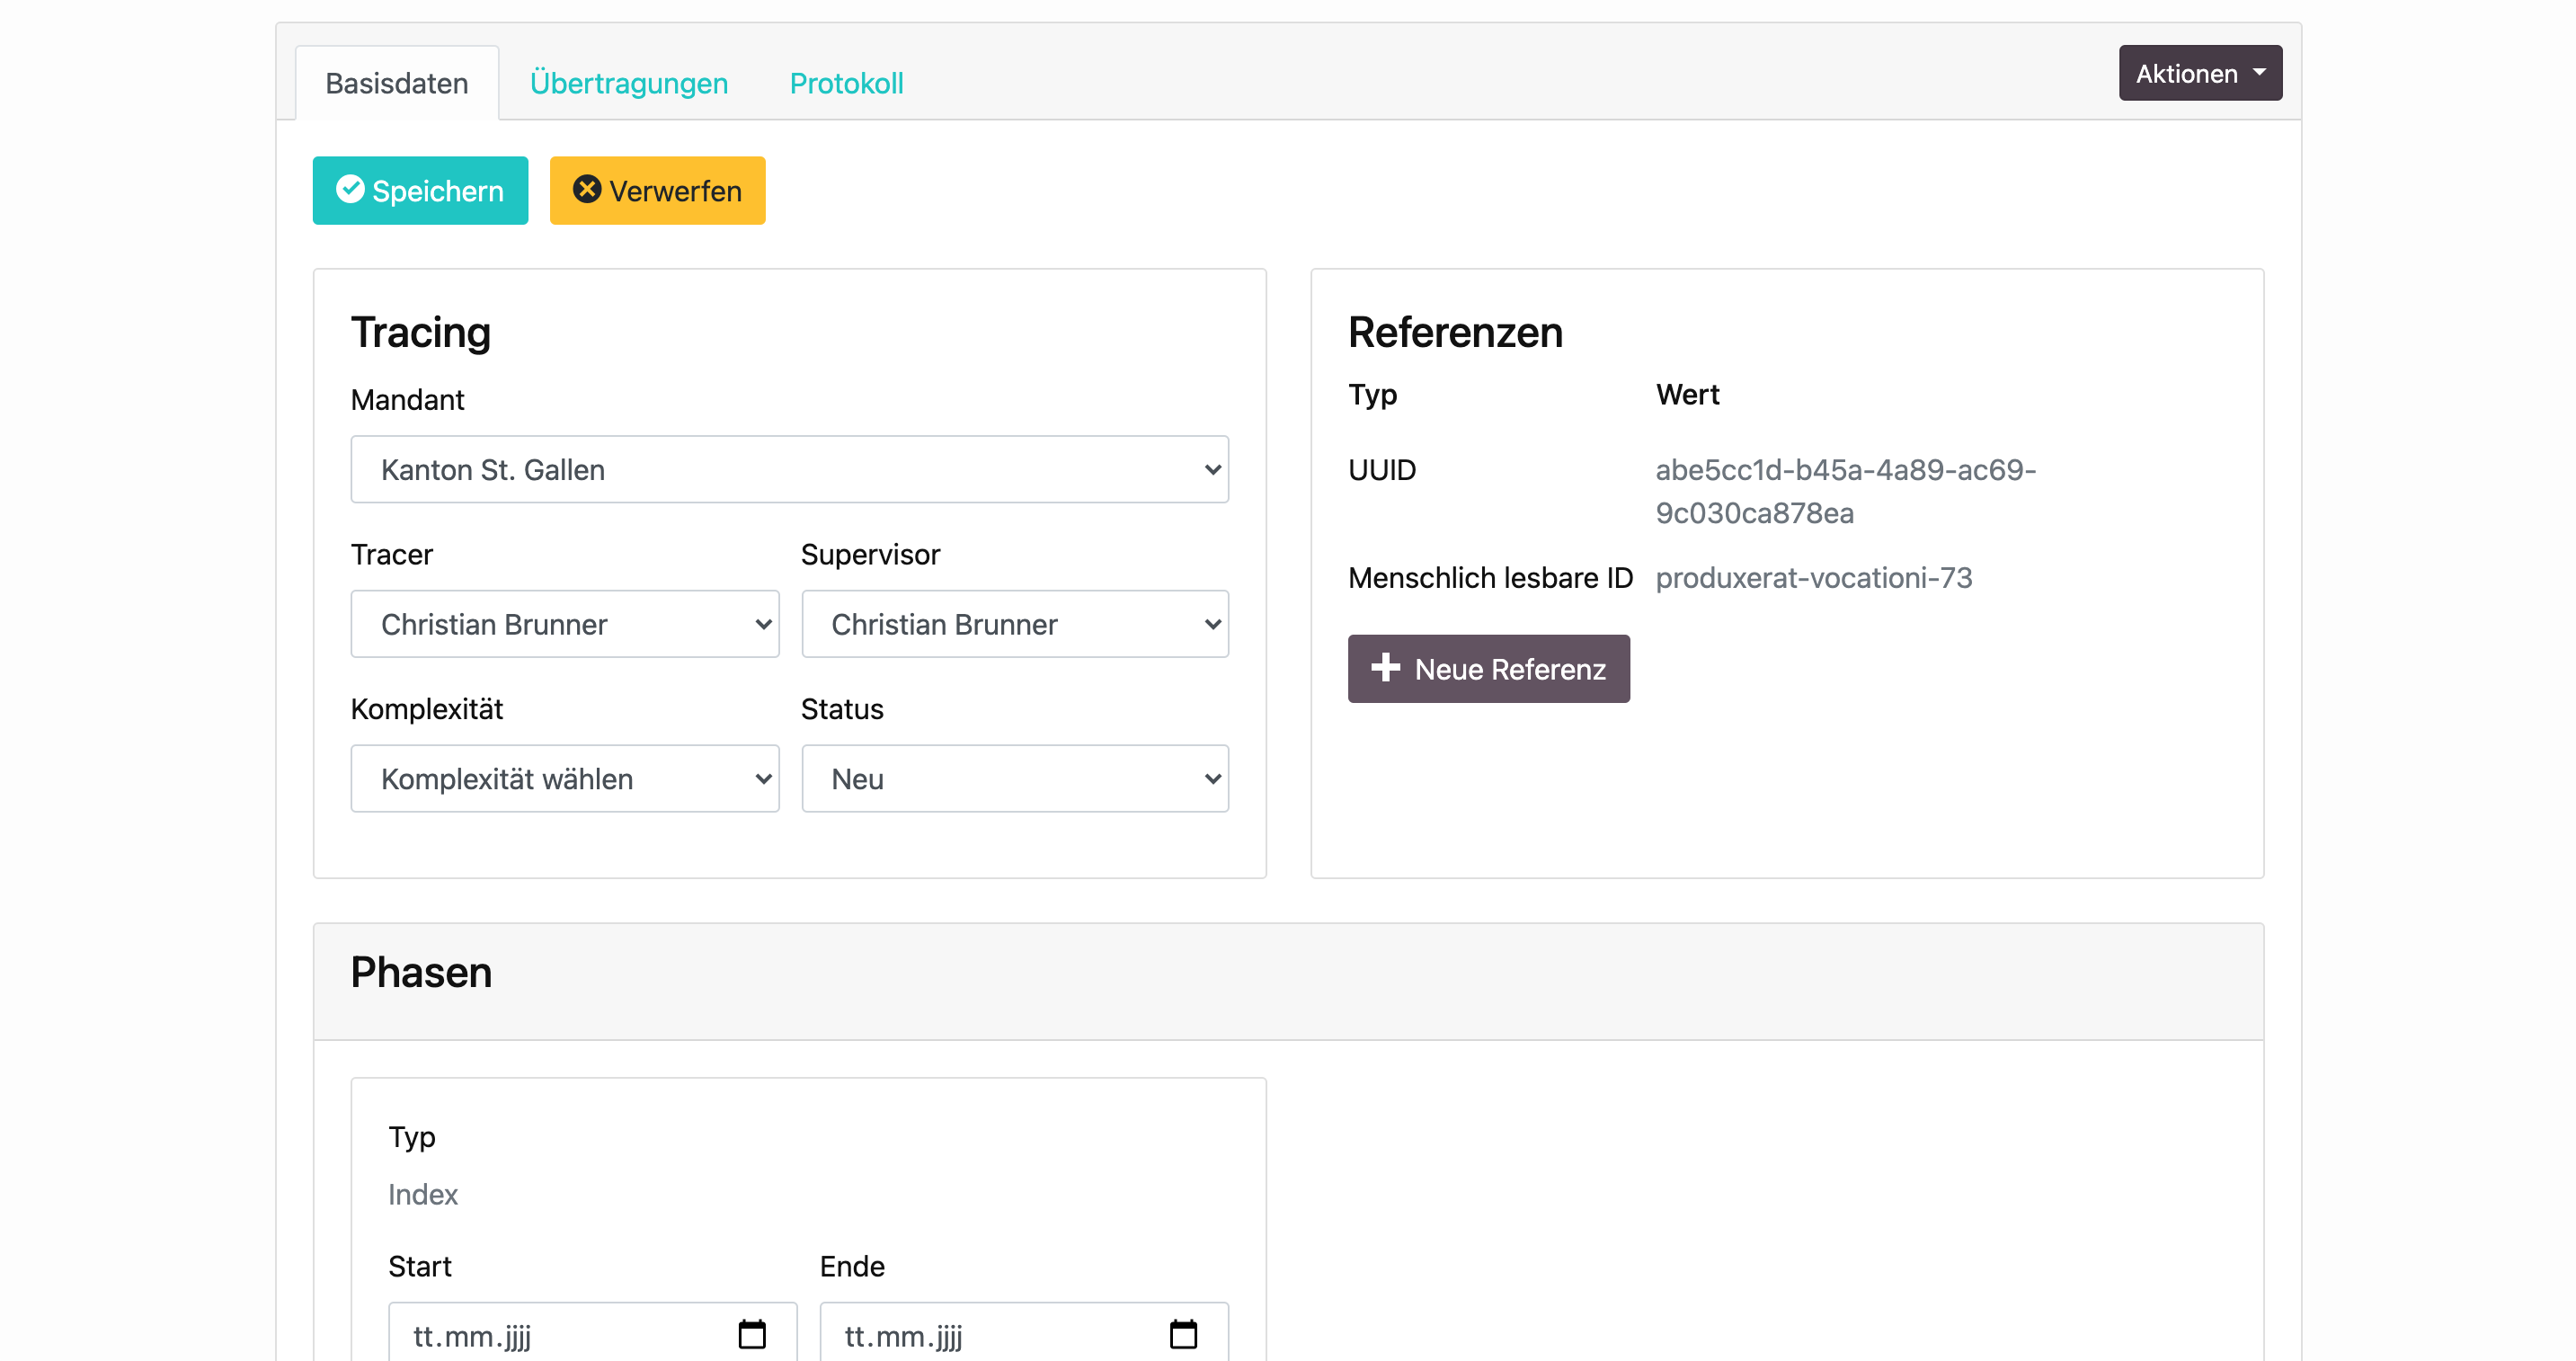 Basisdaten Übertragungen Protokoll Aktionen
Speichern Verwerfen
Tracing
Mandant
Kanton St. Gallen
Tracer Supervisor
Christian Brunner Christian Brunner
Komplexität Status
Komplexität wählen Neu
Referenzen
Typ Wert
UUID abe5cc1d-b45a-4a89-ac69-
9c030ca878ea
Menschlich lesbare ID produxerat-vocationi-73
Neue Referenz
Phasen
Typ
Index
Start Ende
tt.mm.jjjj tt.mm.jjjj